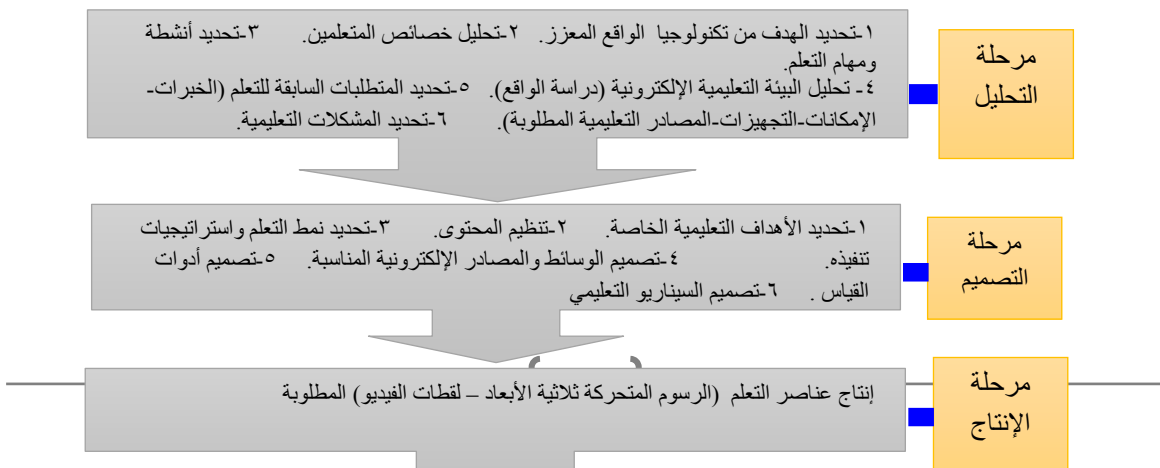 مرحلة
التحليل
١-تحديد الهدف من تكنولوجيا الواقع المعزز. ٢-تحليل خصائص المتعلمين. ٣-تحديد أنشطة
ومهام التعلم.
٤- تحليل البيئة التعليمية الإلكترونية (دراسة الواقع). ٥-تحديد المتطلبات السابقة للتعلم (الخبرات-
الإمكانات-التجهيزات-المصادر التعليمية المطلوبة). ٦-تحديد المشكلات التعليمية.
مرحلة
التصميم
١-تحديد الأهداف التعليمية الخاصة. ٢-تنظيم المحتوى. ٣-تحديد نمط التعلم واستراتيجيات
تنفيذه. ٤-تصميم الوسائط والمصادر الإلكترونية المناسبة. ٥-تصميم أدوات
القياس . ٦-تصميم السيناريو التعليمي
مرحلة
الإنتاج
إنتاج عناصر التعلم (الرسوم المتحركة ثلاثية الأبعاد – لقطات الفيديو) المطلوبة